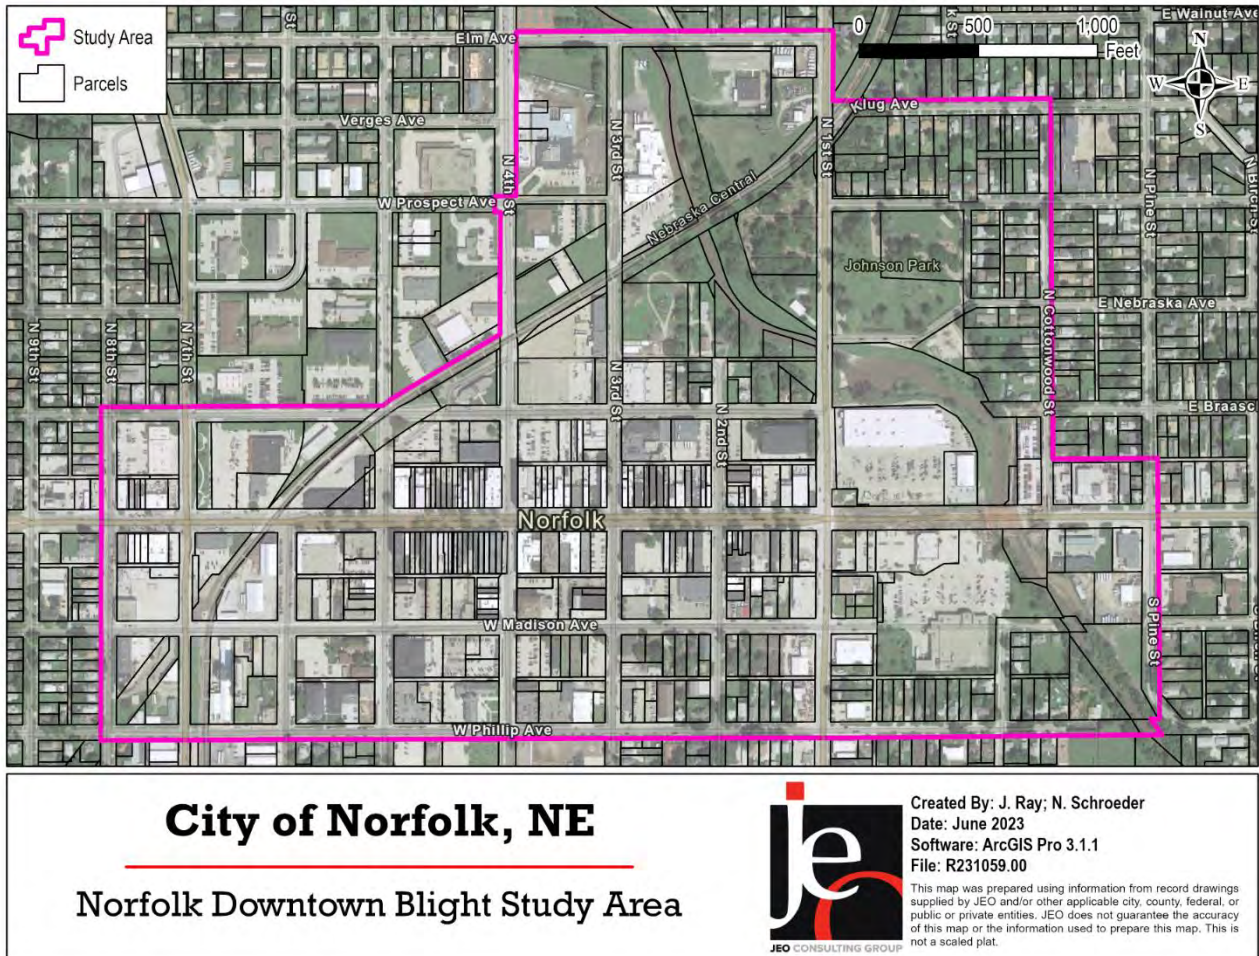 Study Area
Parcels
0 500 1,000
Feet
N
W E
S
St
Elm Ave
K St
E Walnut Ave
Klug Ave
Verges Ave
N 3rd St
N 1st St
N 4th St
W Prospect Ave
Nebraska Central
N Pine St
Johnson Park
N Cottonwood St
E Nebraska Ave
N 9th St
N 8th St
N 7th St
N 3rd St
N 2nd St
E Braasc
Norfolk
W Madison Ave
S Pine St
W Phillip Ave
City of Norfolk, NE
Norfolk Downtown Blight Study Area
jeo
JEO CONSULTING GROUP
Created By: J. Ray; N. Schroeder
Date: June 2023
Software: ArcGIS Pro 3.1.1
File: R231059.00
This map was prepared using information from record drawings
supplied by JEO and/or other applicable city, county, federal, or
public or private entities. JEO does not guarantee the accuracy
of this map or the information used to prepare this map. This is
not a scaled plat.